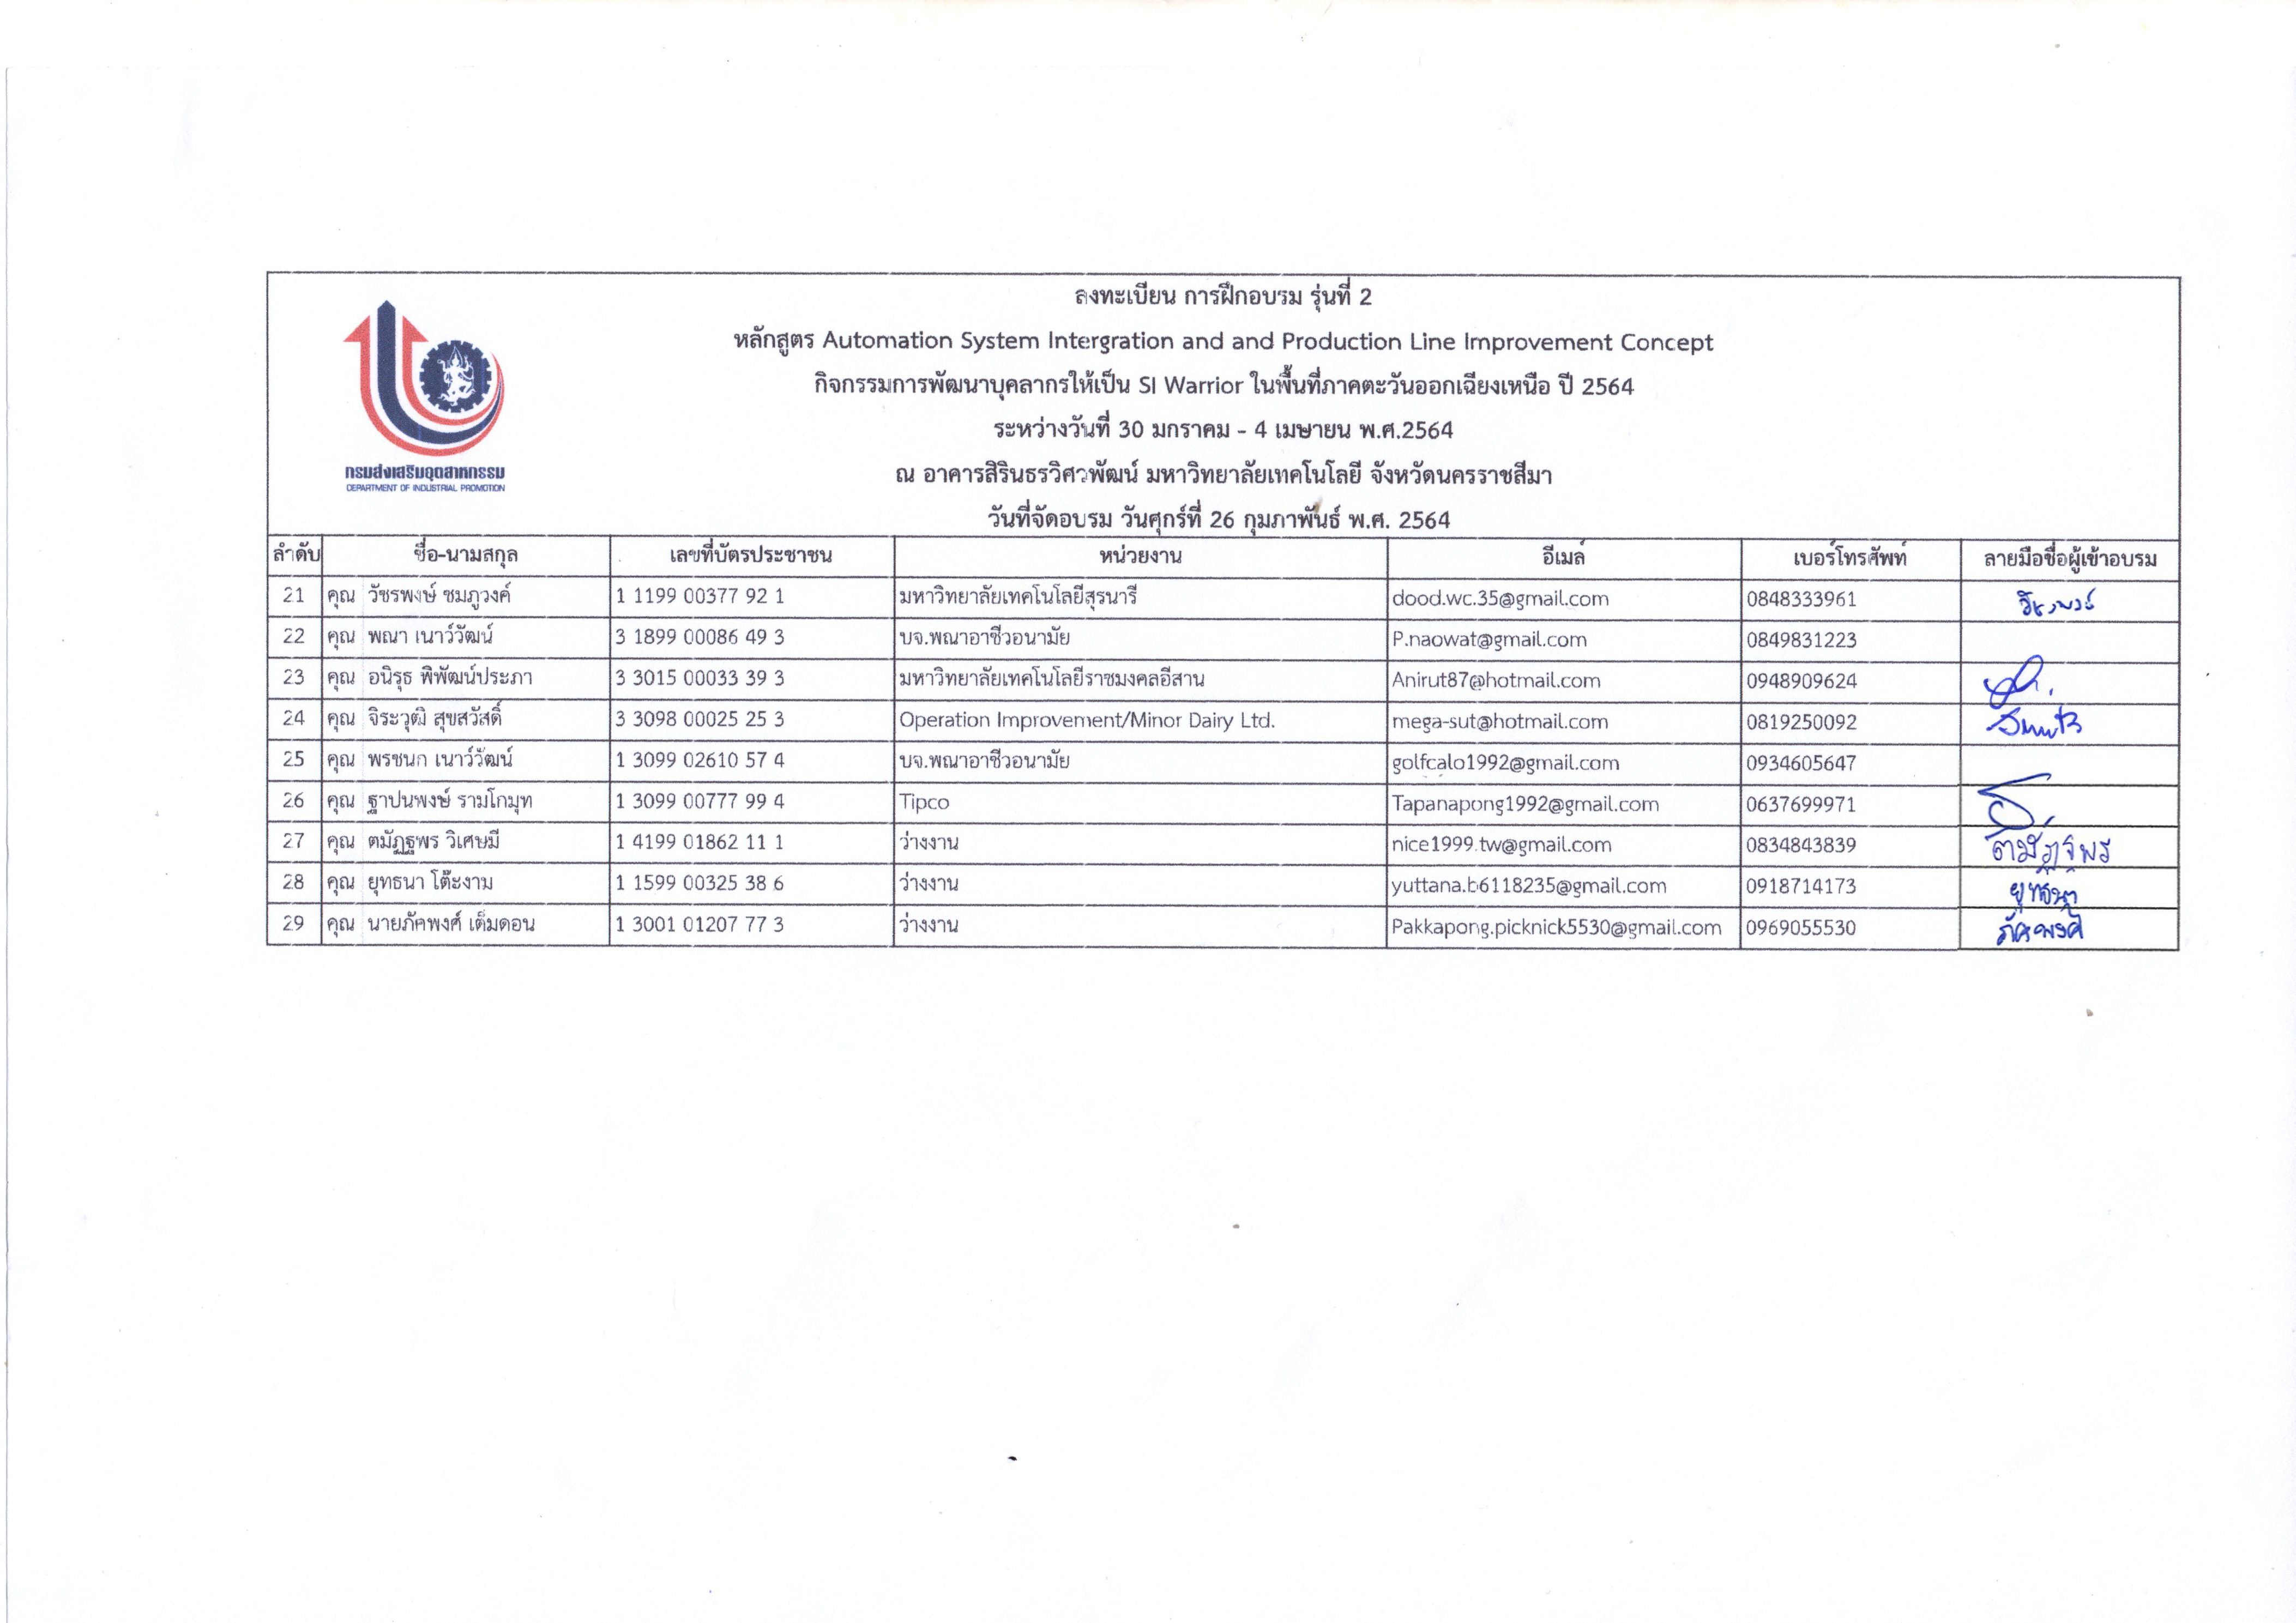 กรมส่งเสริมอุตสาหกรรม
DEPARTMENT OF INDUSTRIAL PROMOTION
ลงทะเบียน การฝึกอบรม รุ่นที่ 2
หลักสูตร Automation System Intergration and and Production Line Improvement Concept
กิจกรรมการพัฒนาบุคลากรให้เป็น SI Warrior ในพื้นที่ภาคตะวันออกเฉียงเหนือ ปี 2564
ระหว่างวันที่ 30 มกราคม - 4 เมษายน พ.ศ.2564
ณ อาคารสิรินธรวิศวพัฒน์ มหาวิทยาลัยเทคโนโลยี จังหวัดนครราชสีมา
วันที่จัดอบรม วันศุกร์ที่ 26 กุมภาพันธ์ พ.ศ. 2564
ลำดับ ชื่อ-นามสกุล เลขที่บัตรประชาชน หน่วยงาน อีเมล์ เบอร์โทรศัพท์ ลายมือชื่อผู้เข้าอบรม
21 คุณ วัชรพงษ์ ชมภูวงค์ 1 1199 00377 92 1 มหาวิทยาลัยเทคโนโลยีสุรนารี dood.wc.35@gmail.com 0848333961
22 คุณ พณา เนาว์วัฒน์ 3 1899 00086 49 3 บจ.พณาอาชีวอนามัย P.naowat@gmail.com 0849831223
23 คุณ อนิรุธ พิพัฒน์ประภา 3 3015 00033 39 3 มหาวิทยาลัยเทคโนโลยีราชมงคลอีสาน Anirut87@hotmail.com 0948909624
24 คุณ จิระวุฒิ สุขสวัสดิ์ 3 3098 00025 25 3 Operation Improvement/Minor Dairy Ltd. mega-sut@hotmail.com 0819250092
25 คุณ พรชนก เนาว์วัฒน์ 1 3099 02610 57 4 บจ.พณาอาชีวอนามัย golfcalo1992@gmail.com 0934605647
26 คุณ ฐาปนพงษ์ รามโกมุท 1 3099 00777 99 4 Tipco Tapanapong1992@gmail.com 0637699971
27 คุณ ตมัฏฐพร วิเศษมี 1 4199 01862 11 1 ว่างงาน nice1999.tw@gmail.com 0834843839 ตมัฏฐพร
28 คุณ ยุทธนา โต๊ะงาม 1 1599 00325 38 6 ว่างงาน yuttana.b6118235@gmail.com 0918714173 ยุทธนา
29 คุณ นายภัคพงศ์ เต็มดอน 1 3001 01207 77 3 ว่างงาน Pakkapong.picknick5530@gmail.com 0969055530 ภัคพงศ์